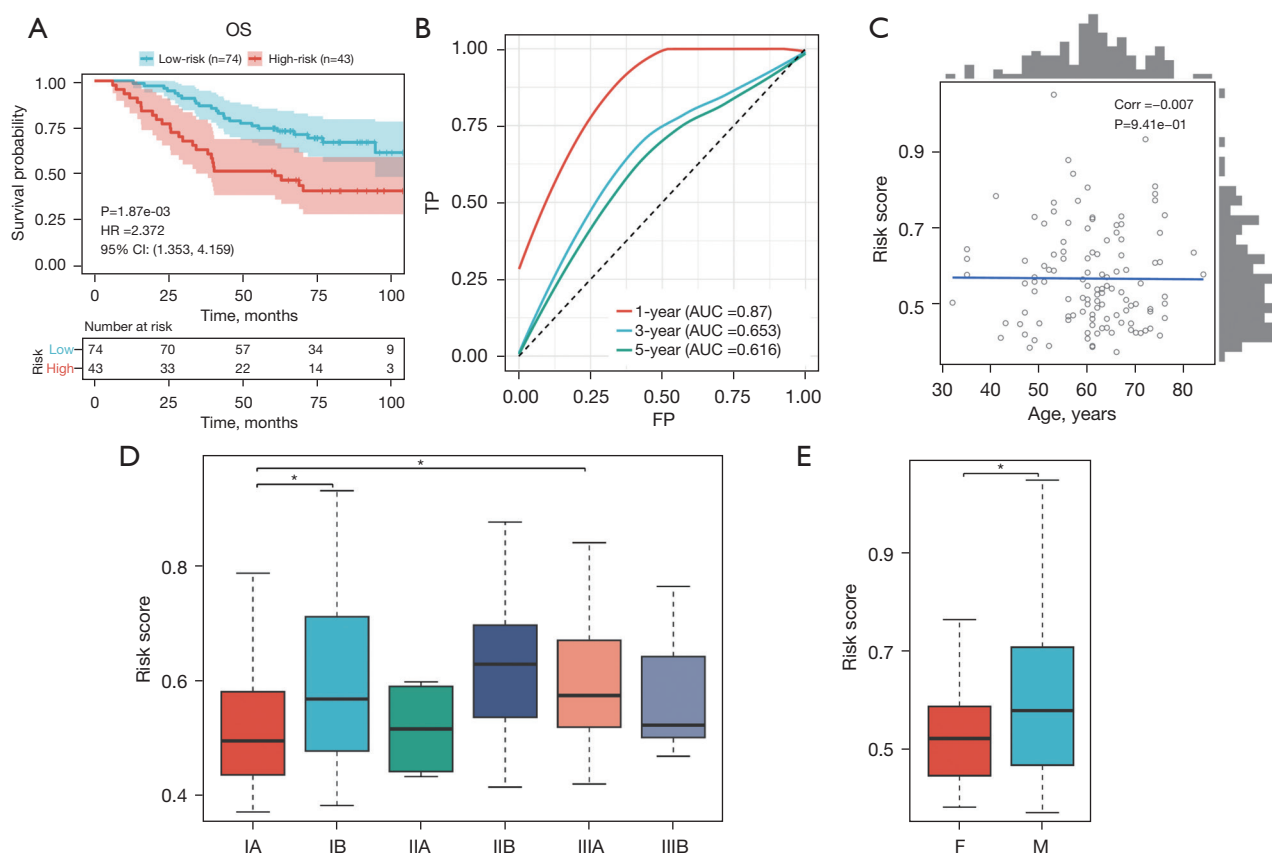 A
OS
Low-risk (n=74) High-risk (n=43)
Survival probability
1.00
0.75
0.50
0.25
0.00
P=1.87e-03
HR =2.372
95% CI: (1.353, 4.159)
0 25 50 75 100
Time, months
Number at risk
Risk
Low 74 70 57 34 9
High 43 33 22 14 3
0 25 50 75 100
Time, months
B
TP
1.00
0.75
0.50
0.25
0.00
1-year (AUC =0.87)
3-year (AUC =0.653)
5-year (AUC =0.616)
0.00 0.25 0.50 0.75 1.00
FP
C
Corr =−0.007
P=9.41e−01
Risk score
0.9
0.7
0.5
30 40 50 60 70 80
Age, years
D
* *
Risk score
0.8
0.6
0.4
IA IB IIA IIB IIIA IIIB
E
*
Risk score
0.9
0.7
0.5
F M